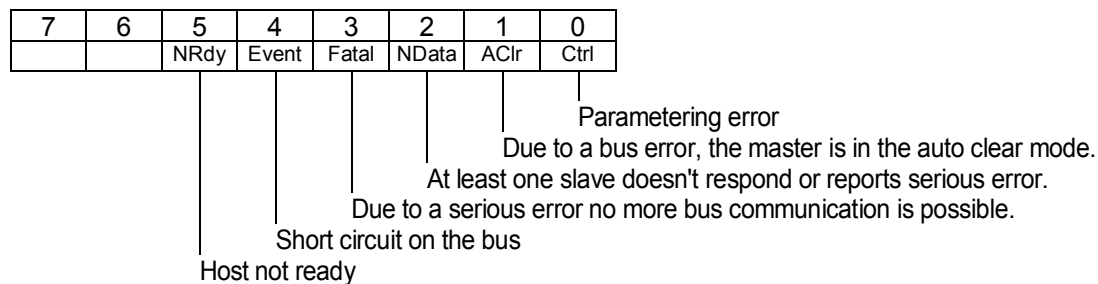 7 6 5 4 3 2 1 0
NRdy Event Fatal NData AClr Ctrl
Parametering error
Due to a bus error, the master is in the auto clear mode.
At least one slave doesn't respond or reports serious error.
Due to a serious error no more bus communication is possible.
Short circuit on the bus
Host not ready